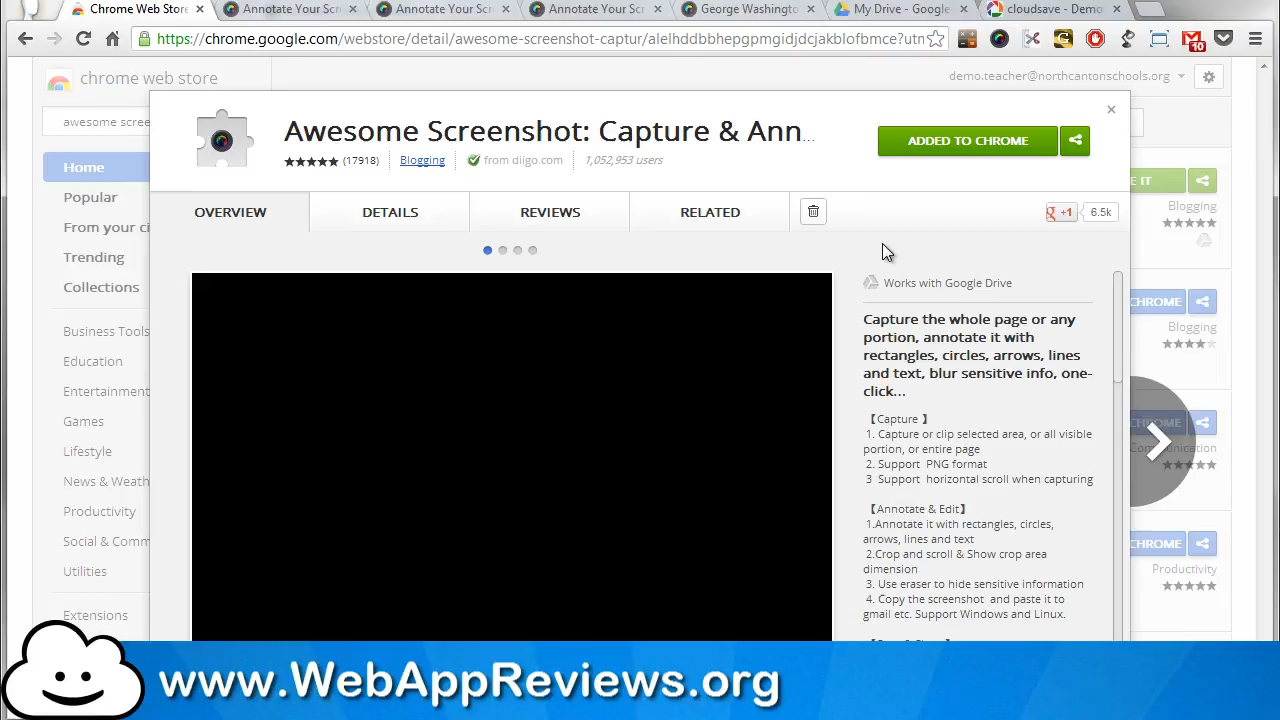 Chrome Web Store
Annotate Your Scr
Annotate Your Scr
Annotate Your Scr
George Washingto
My Drive - Google
cloudsave - Demo
https://chrome.google.com/webstore/detail/awesome-screenshot-captur/alelhddbbhepgpmgidjdcjakblofbmce?utn
10
chrome web store
demo.teacher@northcantonschools.org
awesome scree
Home
Popular
From your ci
Trending
Collections
Business Tools
Education
Entertainment
Games
Lifestyle
News & Weath
Productivity
Social & Comm
Utilities
Extensions
Awesome Screenshot: Capture & Ann...
(17918)
Blogging
from diigo.com
1,052,953 users
ADDED TO CHROME
OVERVIEW
DETAILS
REVIEWS
RELATED
g +1
6.5k
Works with Google Drive
Capture the whole page or any
portion, annotate it with
rectangles, circles, arrows, lines
and text, blur sensitive info, one-
click...
【Capture 】
1. Capture or clip selected area, or all visible
portion, or entire page
2. Support PNG format
3 Support horizontal scroll when capturing
【Annotate & Edit】
1.Annotate it with rectangles, circles,
arrows, lines and text
2.Crop and scroll & Show crop area
dimension
3. Use eraser to hide sensitive information
4. Copy the screenshot and paste it to
gmail etc. Support Windows and Linux.
E IT
Blogging
CHROME
Blogging
CHROME
Communication
CHROME
Productivity
www.WebAppReviews.org